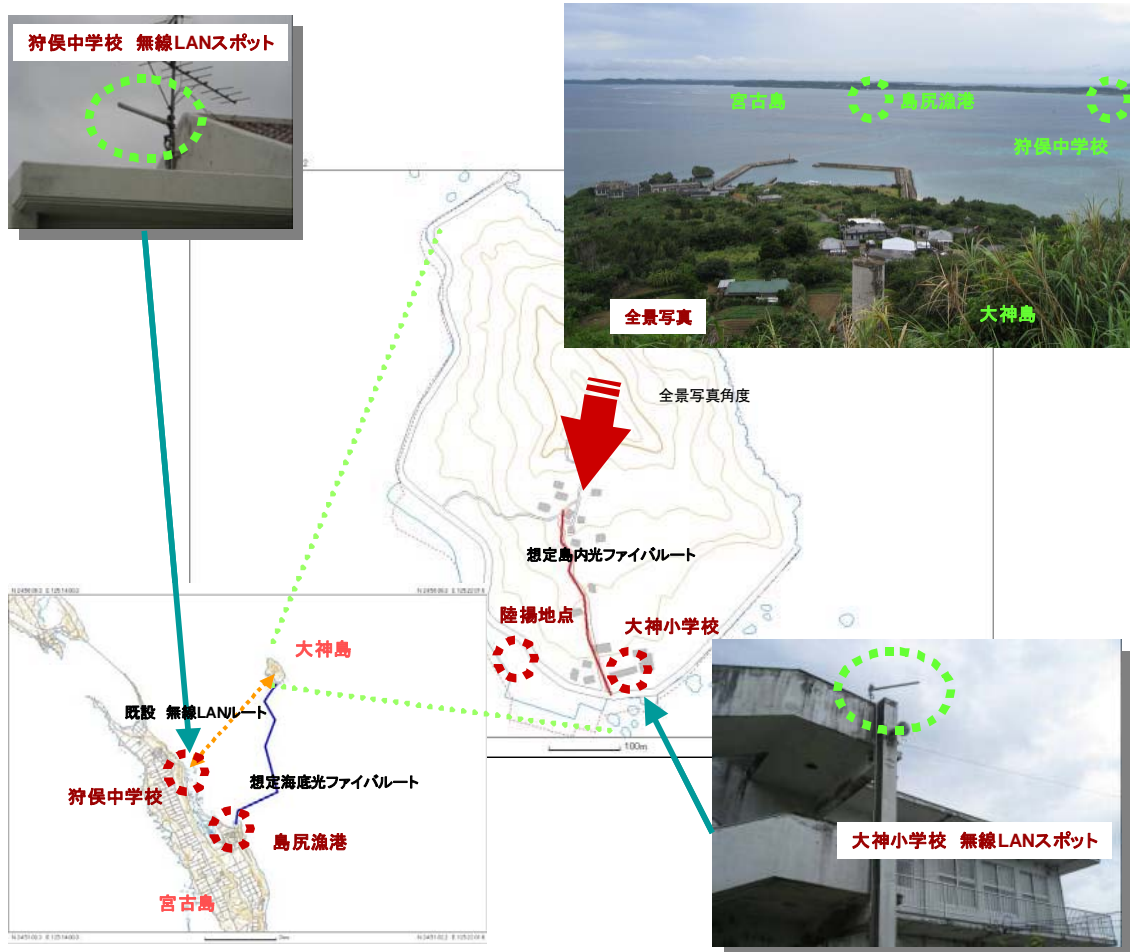 狩俣中学校 無線LANスポット
宮古島
島尻漁港
狩俣中学校
全景写真
大神島
全景写真角度
想定島内光ファイバルート
陸揚地点
大神小学校
100m
大神島
既設 無線LANルート
想定海底光ファイバルート
狩俣中学校
島尻漁港
宮古島
大神小学校 無線LANスポット